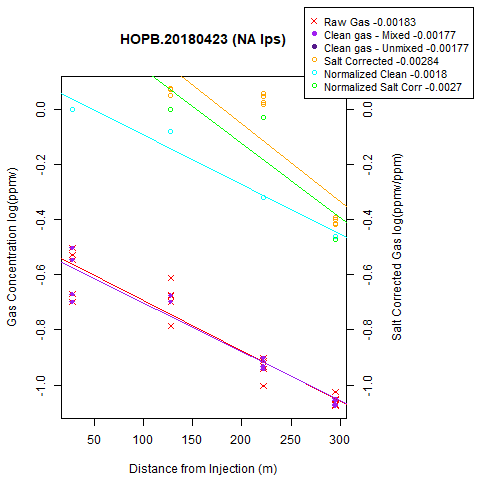 Raw Gas -0.00183
Clean gas - Mixed -0.00177
Clean gas - Unmixed -0.00177
Salt Corrected -0.00284
Normalized Clean -0.0018
Normalized Salt Corr -0.0027
HOPB.20180423 (NA lps)
Gas Concentration log(ppmv)
0.0
-0.2
-0.4
-0.6
-0.8
-1.0
0.0
-0.2
-0.4
-0.6
-0.8
-1.0
Salt Corrected Gas log(ppmv/ppm)
50 100 150 200 250 300
Distance from Injection (m)